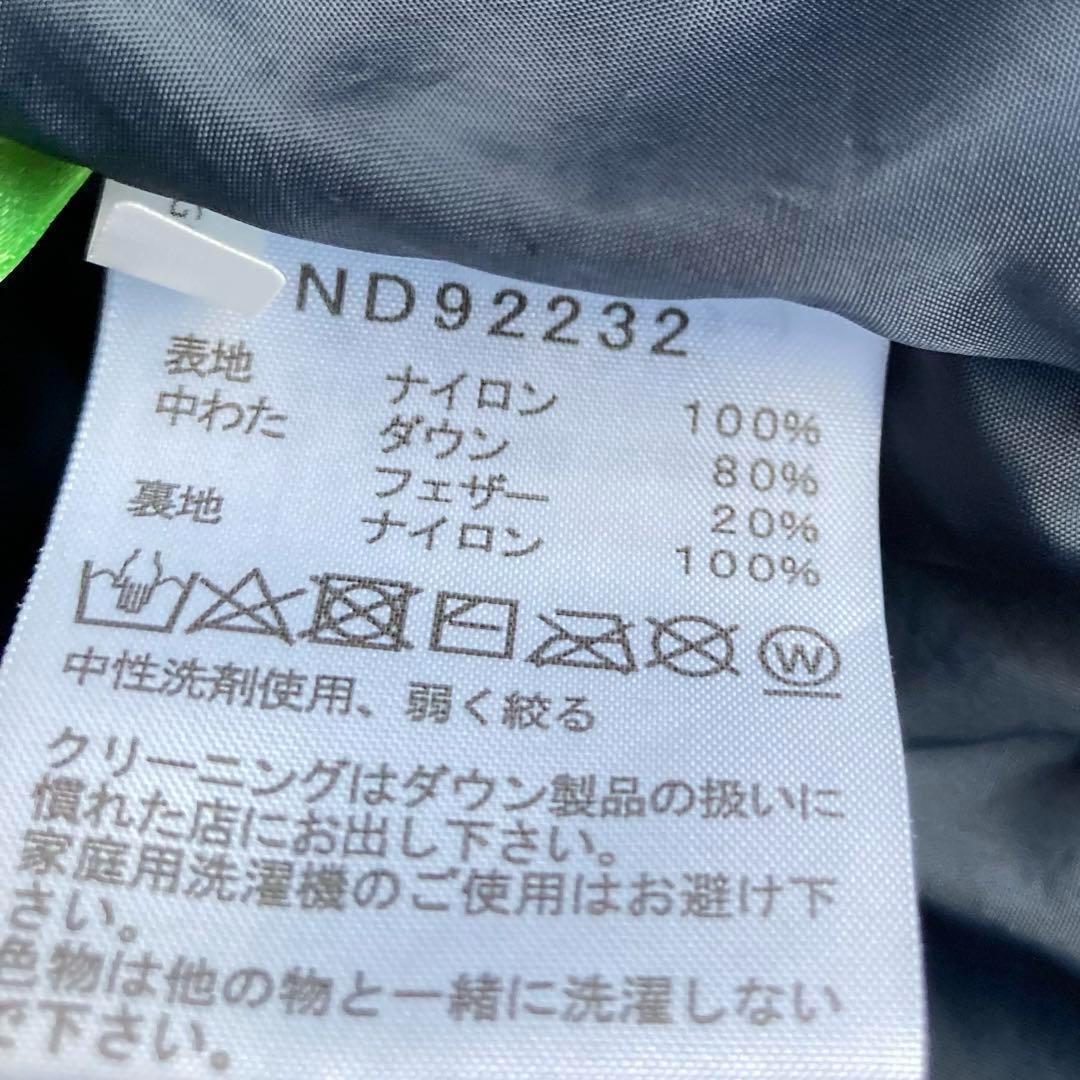 い
ND92232
表地 ナイロン 100%
中わた ダウン 80%
フェザー 20%
裏地 ナイロン 100%
W
中性洗剤使用、弱く絞る
クリーニングはダウン製品の扱いに
慣れた店にお出し下さい。
家庭用洗濯機のご使用はお避け下
さい。
色物は他の物と一緒に洗濯しない
で下さい。